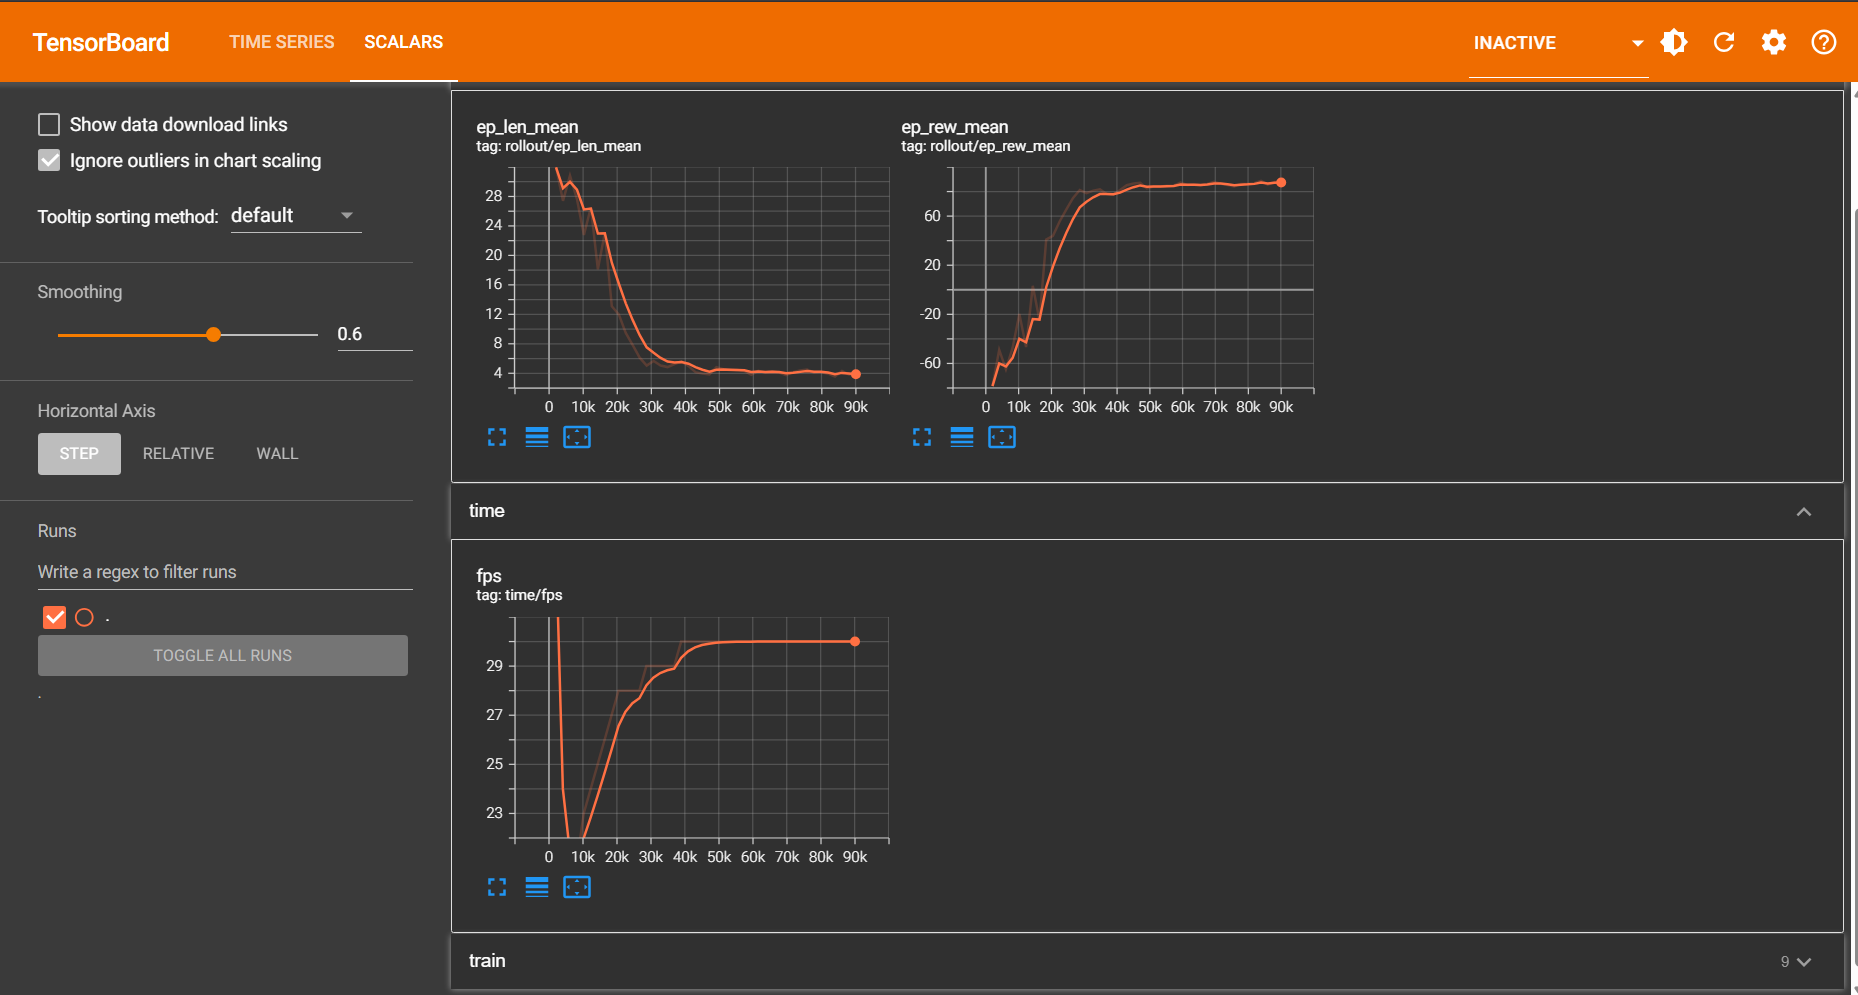 TensorBoard
TIME SERIES
SCALARS
INACTIVE
Show data download links
Ignore outliers in chart scaling
Tooltip sorting method: default
Smoothing
0.6
Horizontal Axis
STEP RELATIVE WALL
Runs
Write a regex to filter runs
.
TOGGLE ALL RUNS
.
ep_len_mean
tag: rollout/ep_len_mean
28
24
20
16
12
8
4
0 10k 20k 30k 40k 50k 60k 70k 80k 90k
ep_rew_mean
tag: rollout/ep_rew_mean
60
20
-20
-60
0 10k 20k 30k 40k 50k 60k 70k 80k 90k
time
fps
tag: time/fps
29
27
25
23
0 10k 20k 30k 40k 50k 60k 70k 80k 90k
train
9